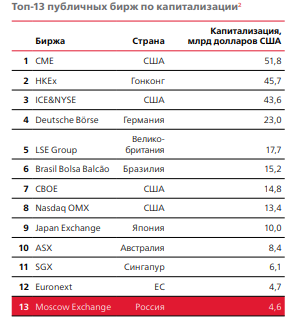 Топ-13 публичных бирж по капитализации²
Биржа Страна Капитализация, млрд долларов США
1 CME США 51,8
2 HKEx Гонконг 45,7
3 ICE&NYSE США 43,6
4 Deutsche Börse Германия 23,0
5 LSE Group Велико-британия 17,7
6 Brasil Bolsa Balcão Бразилия 15,2
7 CBOE США 14,8
8 Nasdaq OMX США 13,4
9 Japan Exchange Япония 10,0
10 ASX Австралия 8,4
11 SGX Сингапур 6,1
12 Euronext ЕС 4,7
13 Moscow Exchange Россия 4,6